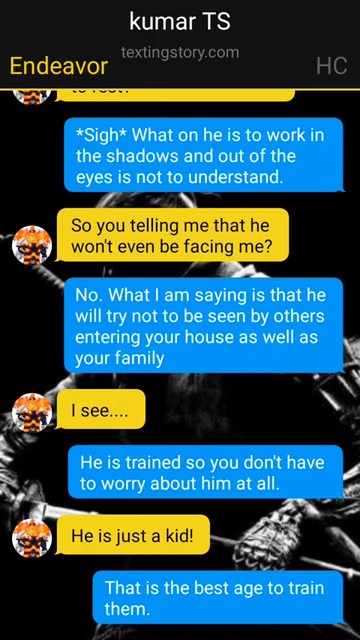 kumar TS
textingstory.com
Endeavor
HC
*Sigh* What on he is to work in
the shadows and out of the
eyes is not to understand.
So you telling me that he
won't even be facing me?
No. What I am saying is that he
will try not to be seen by others
entering your house as well as
your family
I see....
He is trained so you don't have
to worry about him at all.
He is just a kid!
That is the best age to train
them.